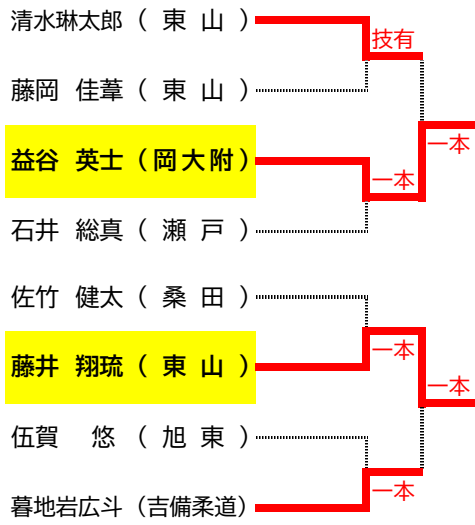 清水琳太郎（東山）
技有
藤岡 佳葦（東山）
一本
益谷 英士（岡大附）
一本
石井 総真（瀬戸）
佐竹 健太（桑田）
一本
藤井 翔琉（東山）
一本
伍賀 悠（旭東）
一本
暮地岩広斗（吉備柔道）